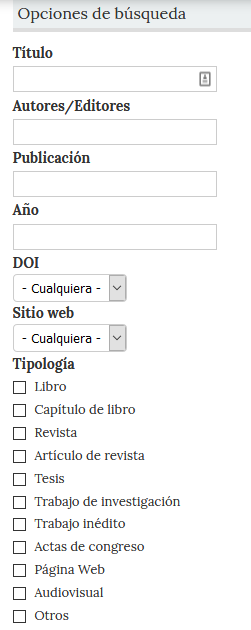 Opciones de búsqueda
Título
Autores/Editores
Publicación
Año
DOI
- Cualquiera -
Sitio web
- Cualquiera -
Tipología
Libro
Capítulo de libro
Revista
Artículo de revista
Tesis
Trabajo de investigación
Trabajo inédito
Actas de congreso
Página Web
Audiovisual
Otros